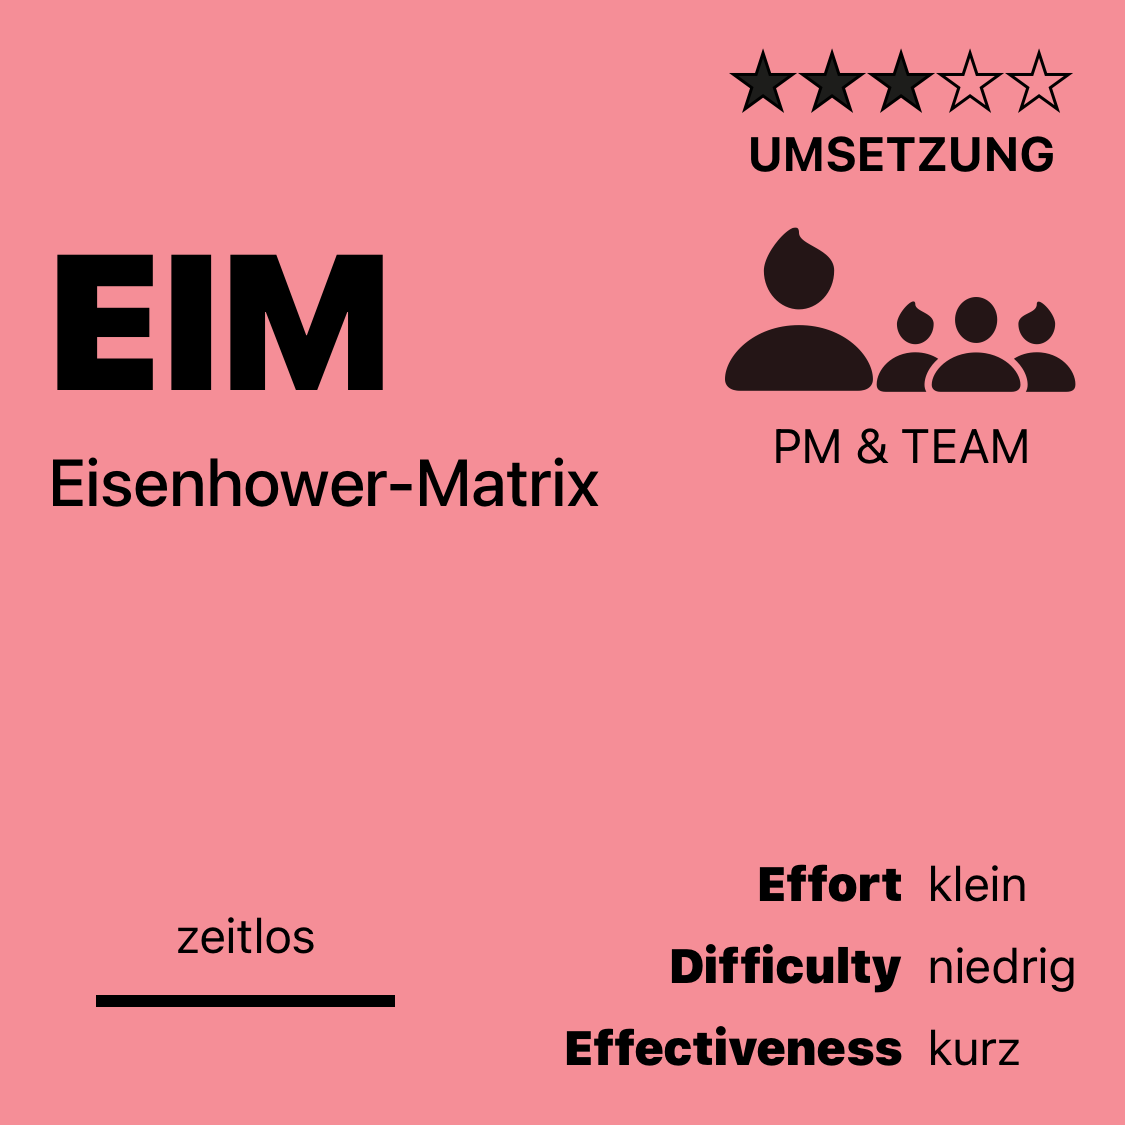 ★★★☆☆
UMSETZUNG
EIM
Eisenhower-Matrix
PM & TEAM
zeitlos
Effort klein
Difficulty niedrig
Effectiveness kurz